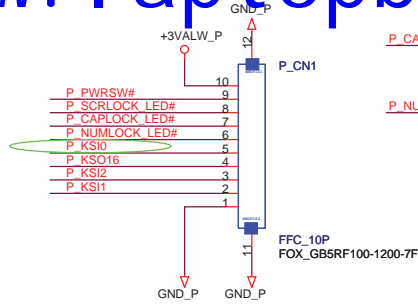 GND_P
+3VALW_P
P_CA
12
P_CN1
10
P_PWRSW# 9
P_SCRLOCK_LED# 8
P_CAPLOCK_LED# 7
P_NU
P_NUMLOCK_LED# 6
P_KSI0 5
P_KSO16 4
P_KSI2 3
P_KSI1 2
1
FFC_10P
11
FOX_GB5RF100-1200-7F
GND_P GND_P